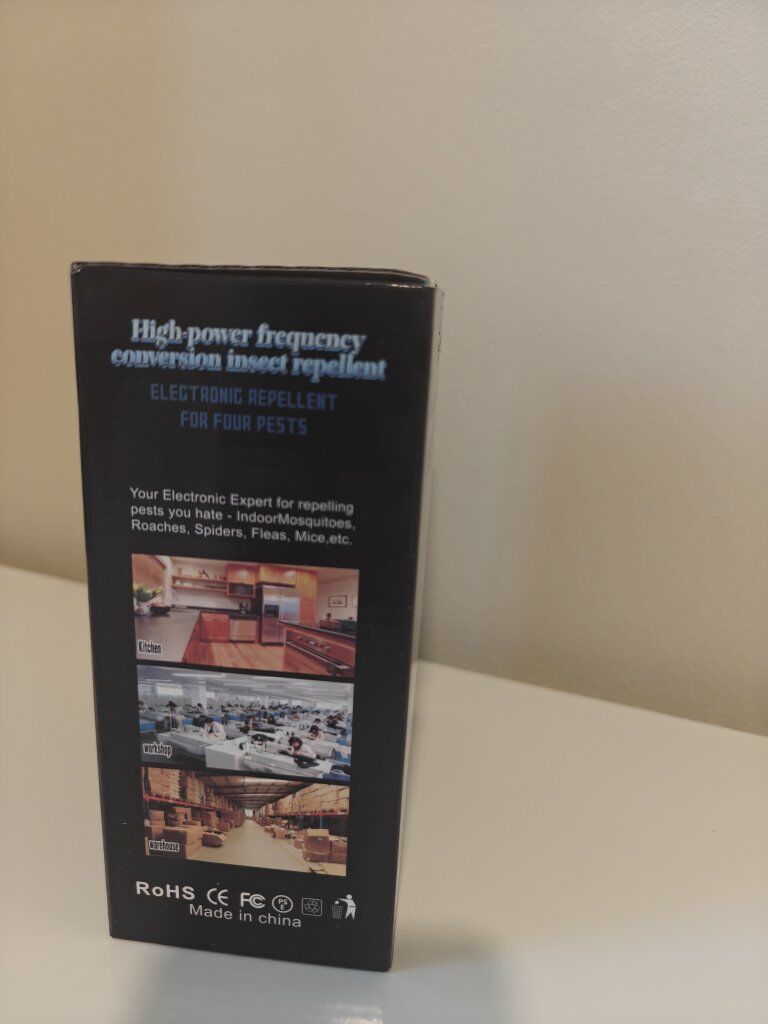 High-power frequency
conversion insect repellent
ELECTRONIC REPELLENT
FOR FOUR PESTS
Your Electronic Expert for repelling
pests you hate - IndoorMosquitoes,
Roaches, Spiders, Fleas, Mice,etc.
Kitchen
workshop
warehouse
RoHS CE FC PS E
Made in china